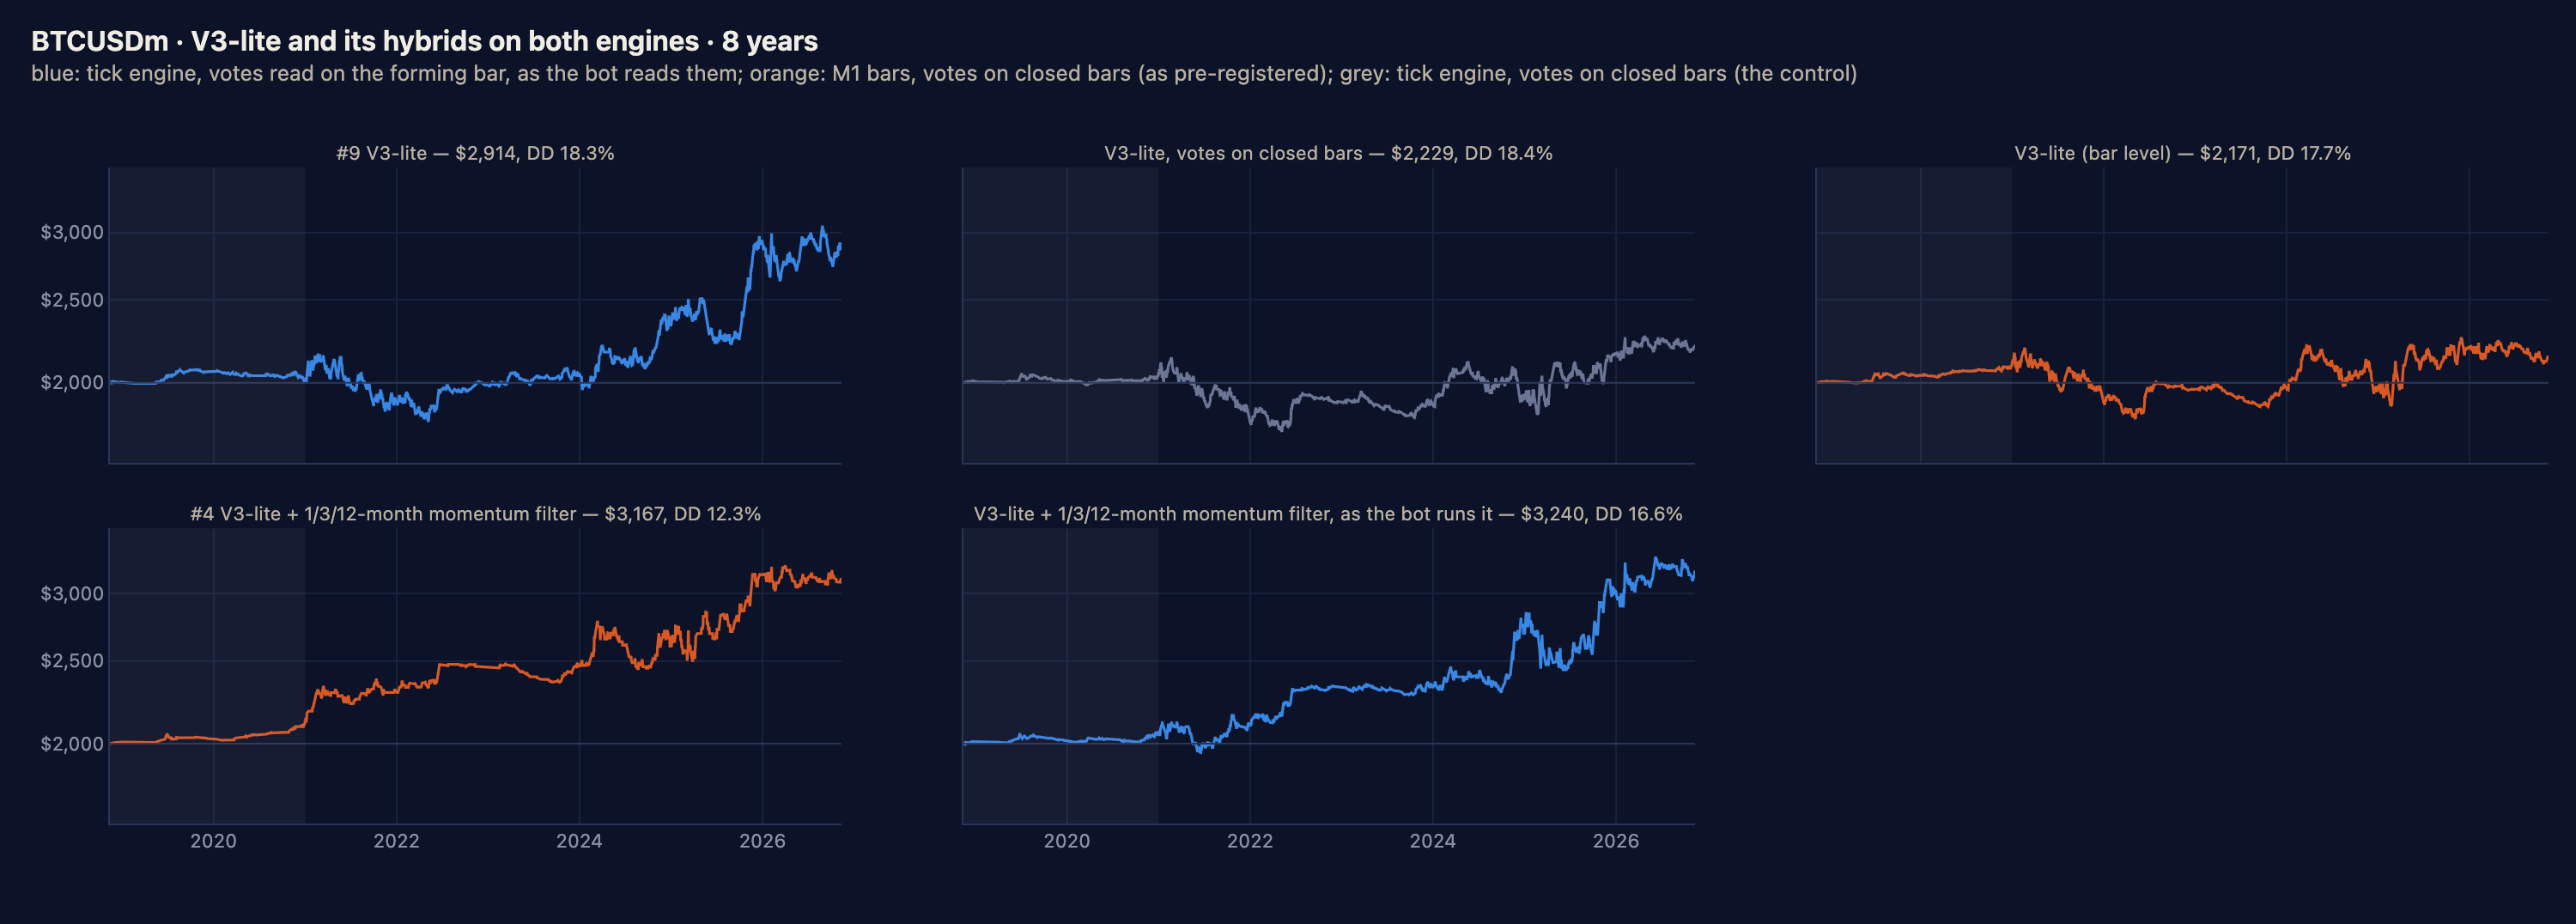 BTCUSDm · V3-lite and its hybrids on both engines · 8 years
blue: tick engine, votes read on the forming bar, as the bot reads them; orange: M1 bars, votes on closed bars (as pre-registered); grey: tick engine, votes on closed bars (the control)
#9 V3-lite — $2,914, DD 18.3%
V3-lite, votes on closed bars — $2,229, DD 18.4%
V3-lite (bar level) — $2,171, DD 17.7%
$3,000
$2,500
$2,000
#4 V3-lite + 1/3/12-month momentum filter — $3,167, DD 12.3%
V3-lite + 1/3/12-month momentum filter, as the bot runs it — $3,240, DD 16.6%
$3,000
$2,500
$2,000
2020 2022 2024 2026
2020 2022 2024 2026